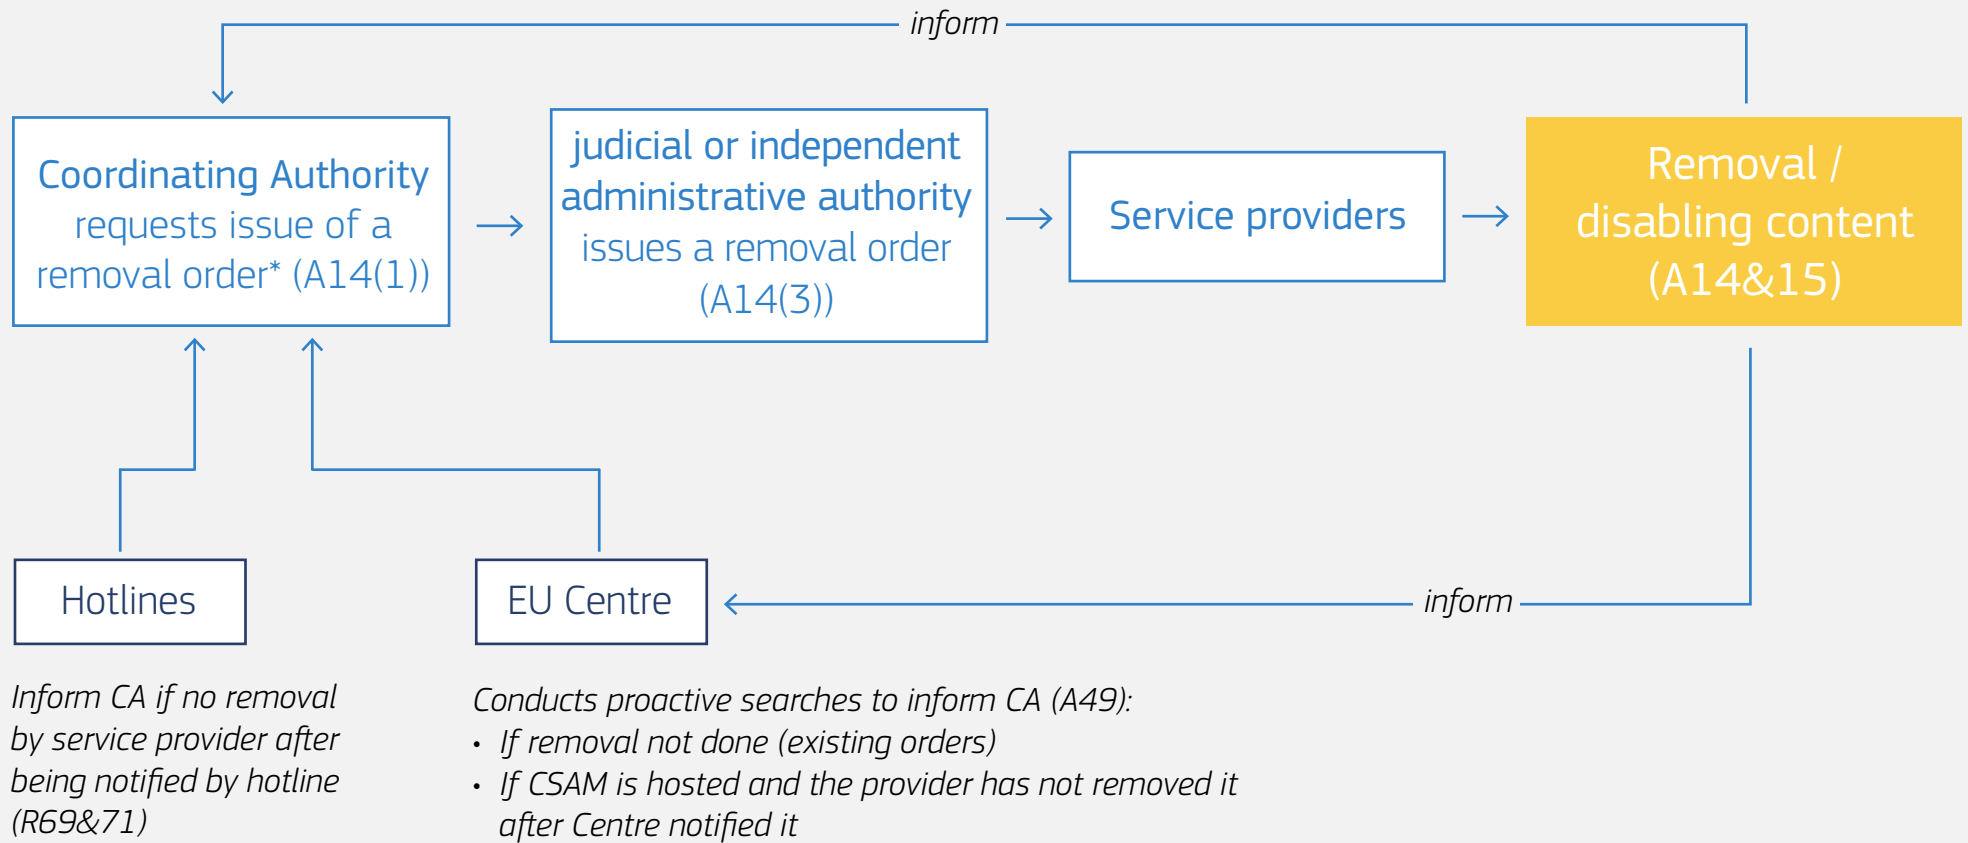 inform
Coordinating Authority
requests issue of a
removal order* (A14(1))
judicial or independent
administrative authority
issues a removal order
(A14(3))
Service providers
Removal /
disabling content
(A14&15)
Hotlines
EU Centre
inform
Inform CA if no removal
by service provider after
being notified by hotline
(R69&71)
Conducts proactive searches to inform CA (A49):
• If removal not done (existing orders)
• If CSAM is hosted and the provider has not removed it
after Centre notified it